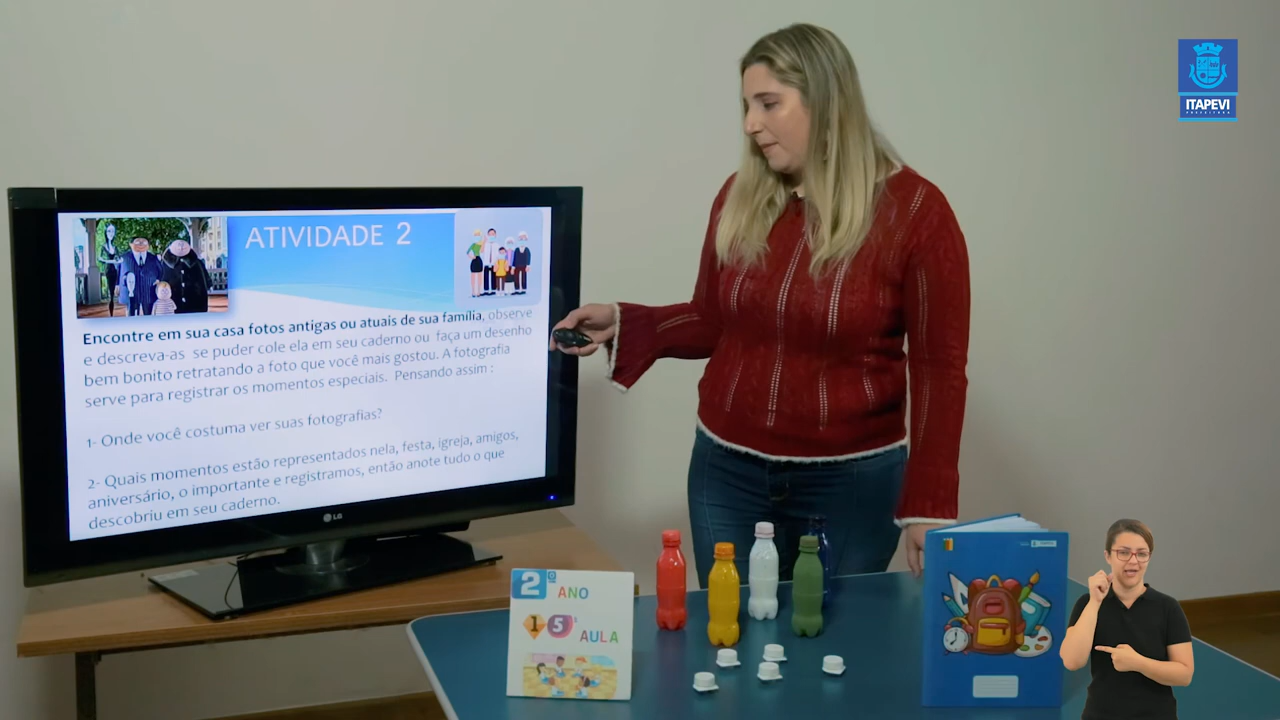 ITAPEVI
PREFEITURA
ATIVIDADE 2
Encontre em sua casa fotos antigas ou atuais de sua família, observe
e descreva-as se puder cole ela em seu caderno ou faça um desenho
bem bonito retratando a foto que você mais gostou. A fotografia
serve para registrar os momentos especiais. Pensando assim :
1- Onde você costuma ver suas fotografias?
2- Quais momentos estão representados nela, festa, igreja, amigos,
aniversário, o importante e registramos, então anote tudo o que
descobriu em seu caderno.
LG
2º
ANO
15ª
AULA